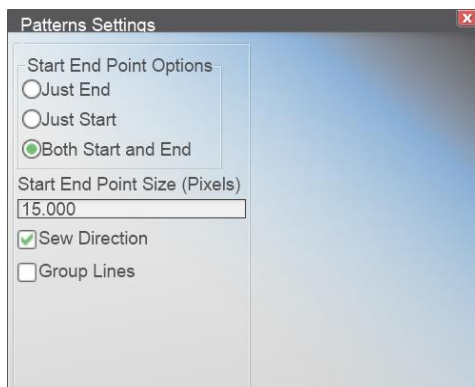 Patterns Settings
Start End Point Options
Just End
Just Start
Both Start and End
Start End Point Size (Pixels)
15.000
Sew Direction
Group Lines